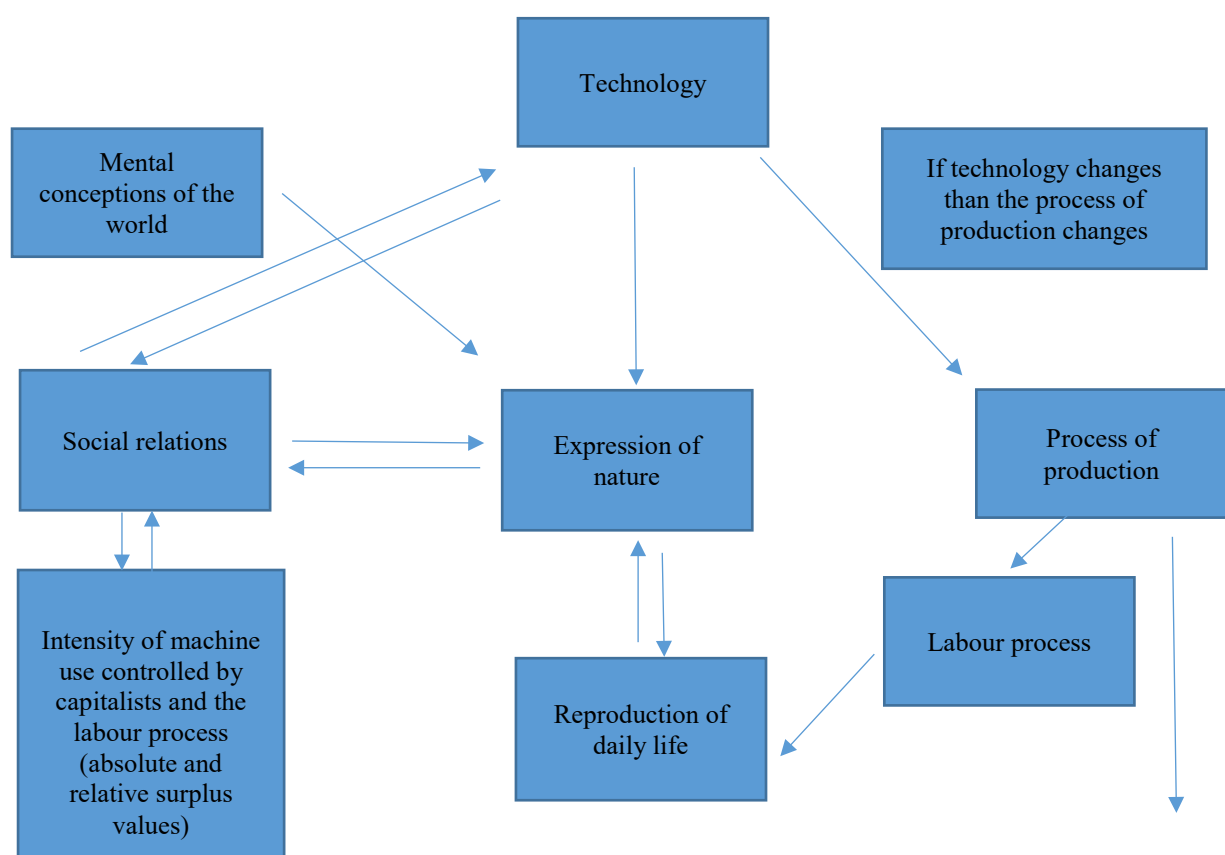 Technology
Mental
conceptions of the
world
If technology changes
than the process of
production changes
Social relations
Expression of
nature
Process of
production
Intensity of machine
use controlled by
capitalists and the
labour process
(absolute and
relative surplus
values)
Labour process
Reproduction of
daily life